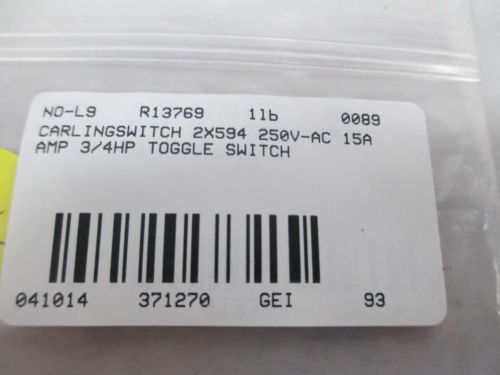 NO-L9 R13769 1lb 0089
CARLINGSWITCH 2X594 250V-AC 15A
AMP 3/4HP TOGGLE SWITCH
041014 371270 GEI 93